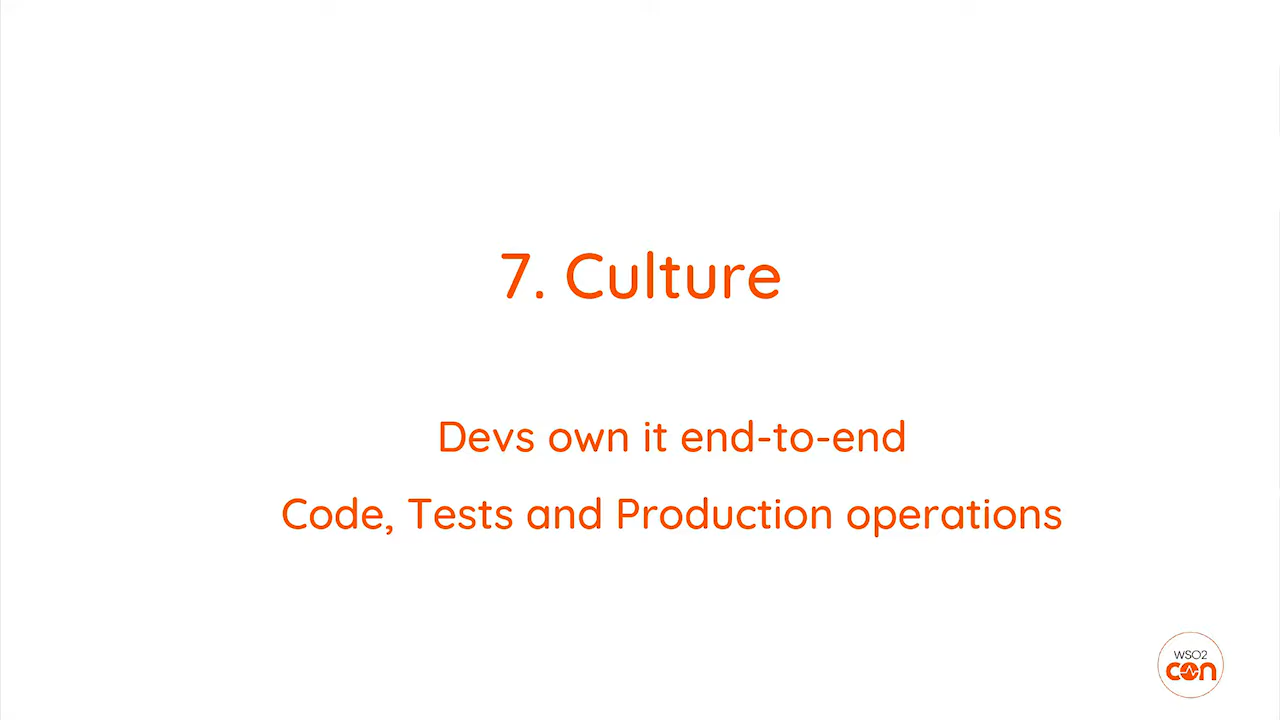 7. Culture
Devs own it end-to-end
Code, Tests and Production operations
WSO2
con